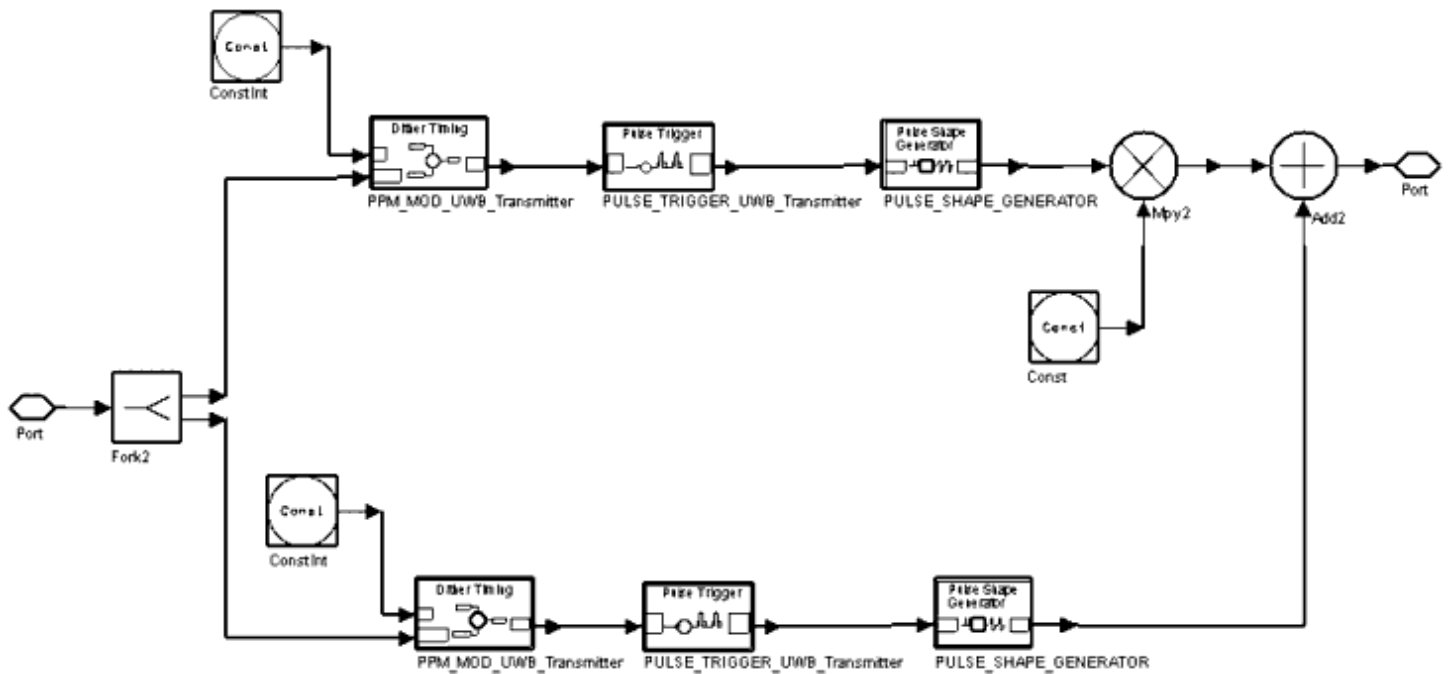 Const
ConstInt
Dither Timing
PPM_MOD_UWB_Transmitter
Pulse Trigger
PULSE_TRIGGER_UWB_Transmitter
Pulse Shape
Generator
PULSE_SHAPE_GENERATOR
Mpy2
Add2
Port
Const
Const
Port
Fork2
Const
ConstInt
Dither Timing
PPM_MOD_UWB_Transmitter
Pulse Trigger
PULSE_TRIGGER_UWB_Transmitter
Pulse Shape
Generator
PULSE_SHAPE_GENERATOR